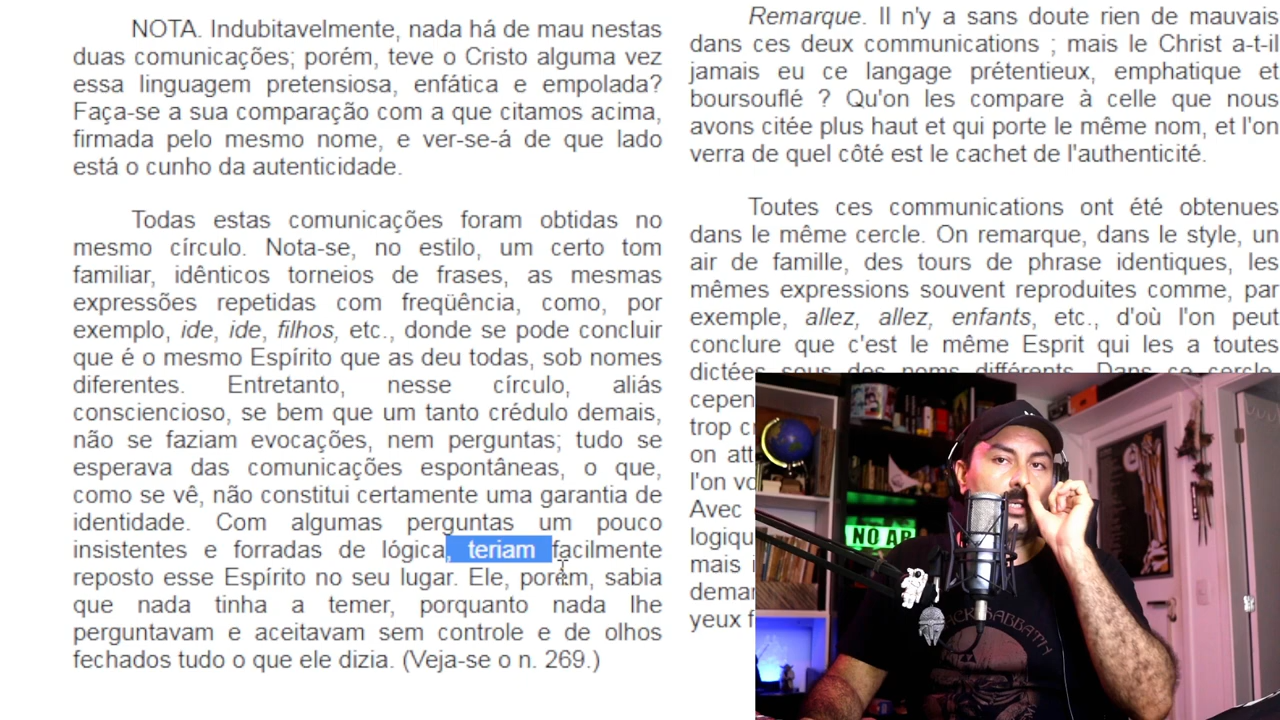 NOTA. Indubitavelmente, nada há de mau nestas
duas comunicações; porém, teve o Cristo alguma vez
essa linguagem pretensiosa, enfática e empolada?
Faça-se a sua comparação com a que citamos acima,
firmada pelo mesmo nome, e ver-se-á de que lado
está o cunho da autenticidade.
Todas estas comunicações foram obtidas no
mesmo círculo. Nota-se, no estilo, um certo tom
familiar, idênticos torneios de frases, as mesmas
expressões repetidas com freqüência, como, por
exemplo, ide, ide, filhos, etc., donde se pode concluir
que é o mesmo Espírito que as deu todas, sob nomes
diferentes. Entretanto, nesse círculo, aliás
consciencioso, se bem que um tanto crédulo demais,
não se faziam evocações, nem perguntas; tudo se
esperava das comunicações espontâneas, o que,
como se vê, não constitui certamente uma garantia de
identidade. Com algumas perguntas um pouco
insistentes e forradas de lógica, teriam facilmente
reposto esse Espírito no seu lugar. Ele, porém, sabia
que nada tinha a temer, porquanto nada lhe
perguntavam e aceitavam sem controle e de olhos
fechados tudo o que ele dizia. (Veja-se o n. 269.)
Remarque. Il n'y a sans doute rien de mauvais
dans ces deux communications ; mais le Christ a-t-il
jamais eu ce langage prétentieux, emphatique et
boursouflé ? Qu'on les compare à celle que nous
avons citée plus haut et qui porte le même nom, et l'on
verra de quel côté est le cachet de l'authenticité.
Toutes ces communications ont été obtenues
dans le même cercle. On remarque, dans le style, un
air de famille, des tours de phrase identiques, les
mêmes expressions souvent reproduites comme, par
exemple, allez, allez, enfants, etc., d'où l'on peut
conclure que c'est le même Esprit qui les a toutes
dictées sous des noms différents. Dans ce cercle,
cepen
trop c
on att
l'on vo
Avec
logiqu
mais
deman
yeux f
NO AR
BLACK SABBATH